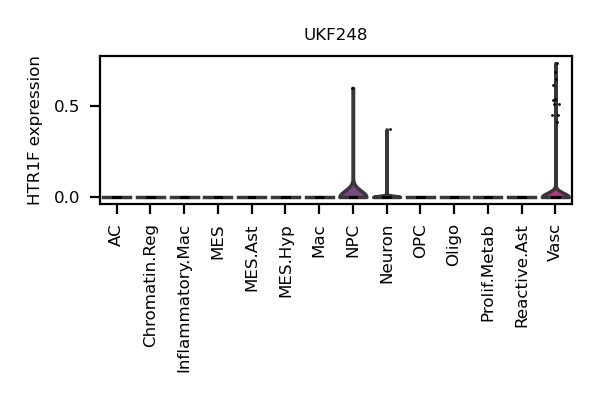 UKF248
HTR1F expression
0.5
0.0
AC
Chromatin.Reg
Inflammatory.Mac
MES
MES.Ast
MES.Hyp
Mac
NPC
Neuron
OPC
Oligo
Prolif.Metab
Reactive.Ast
Vasc